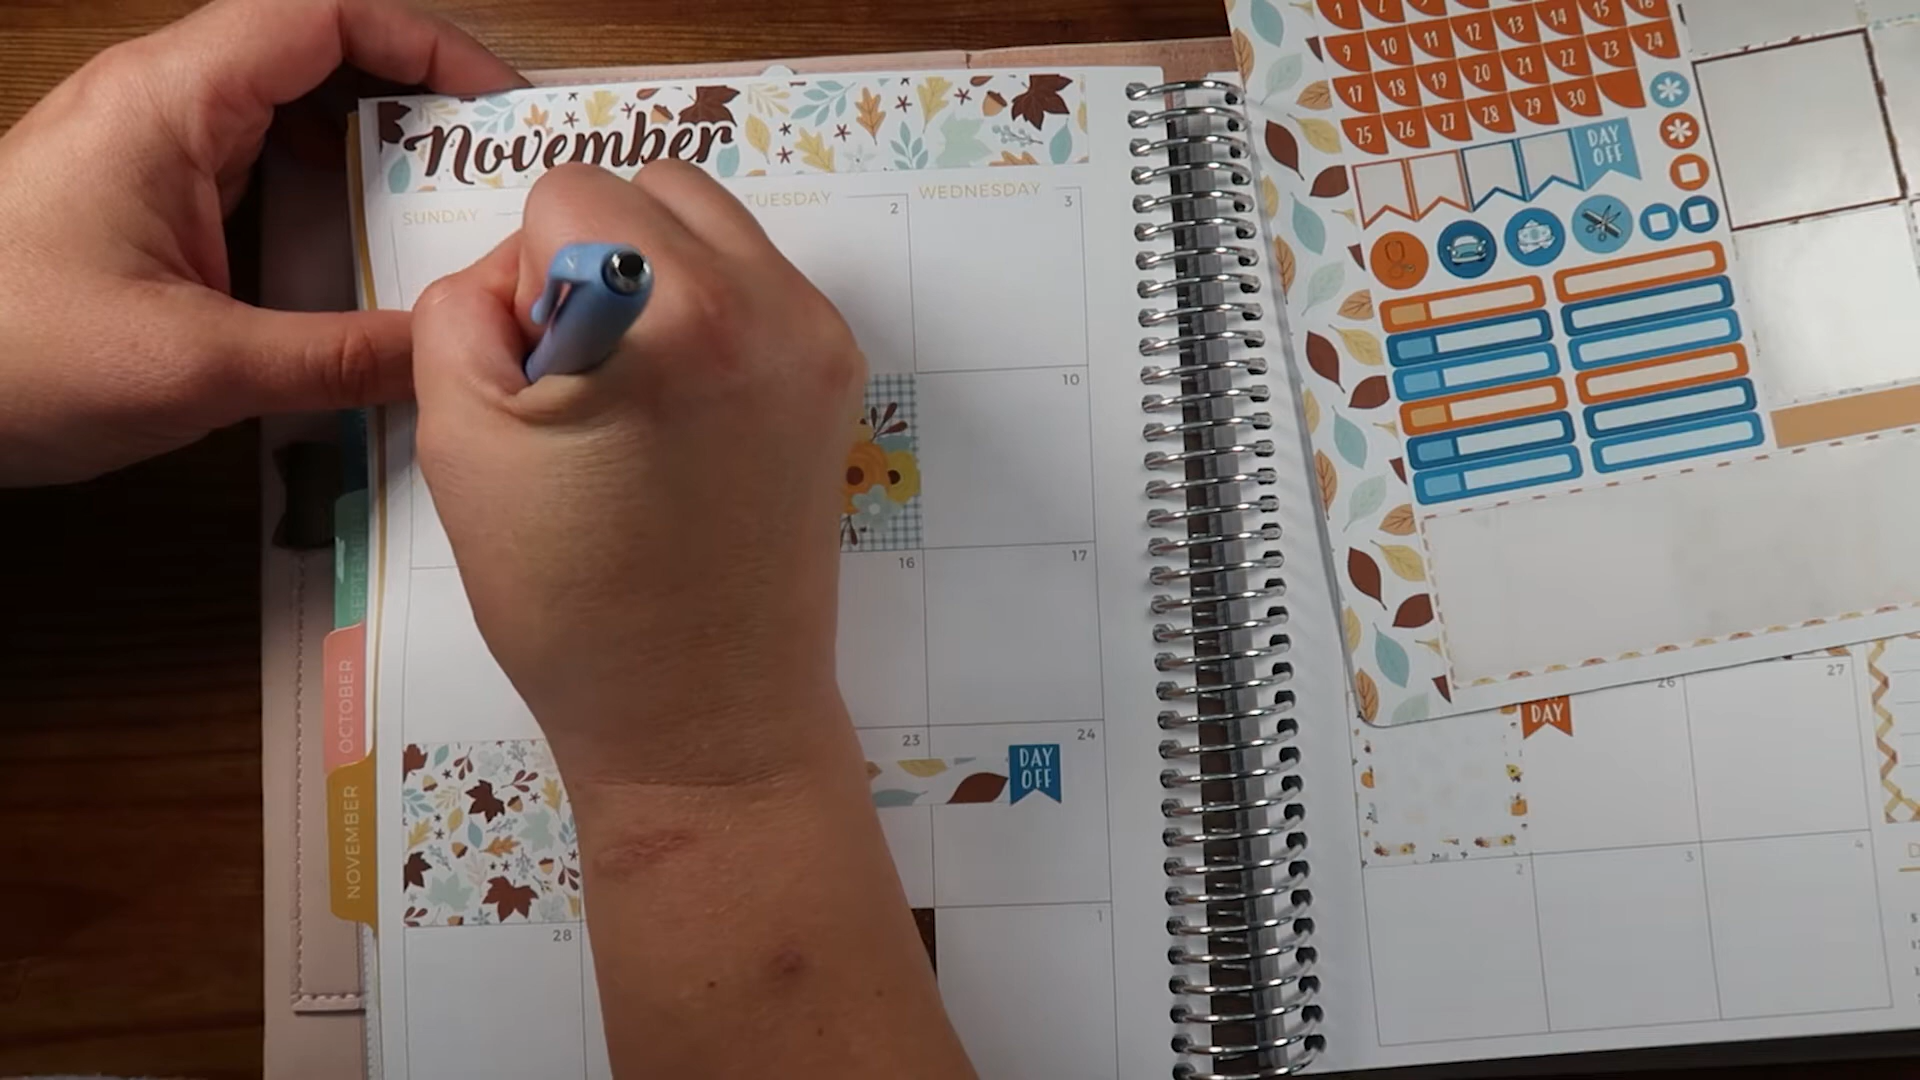 November
SUNDAY
TUESDAY
WEDNESDAY
2
3
10
16
17
23
24
DAY
OFF
28
1
SEPTEMBER
OCTOBER
NOVEMBER
9 10 11 12 13 14 15 16
17 18 19 20 21 22 23 24
25 26 27 28 29 30
DAY
OFF
DAY
26
27
2
3
4